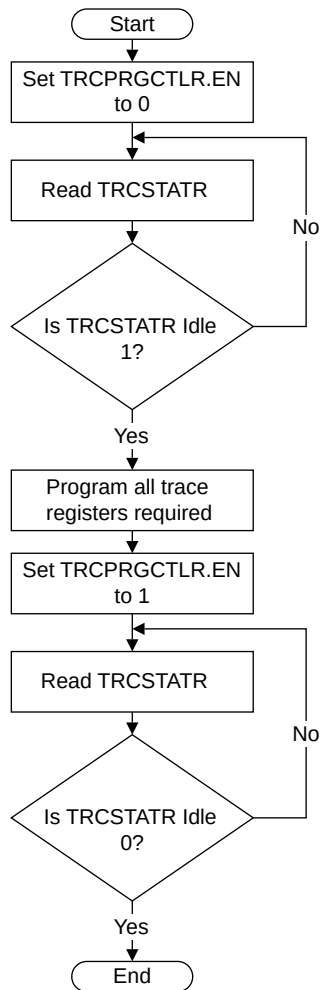 Start
Set TRCPRGCTLR.EN
to 0
Read TRCSTATR
No
Is TRCSTATR Idle
1?
Yes
Program all trace
registers required
Set TRCPRGCTLR.EN
to 1
Read TRCSTATR
No
Is TRCSTATR Idle
0?
Yes
End